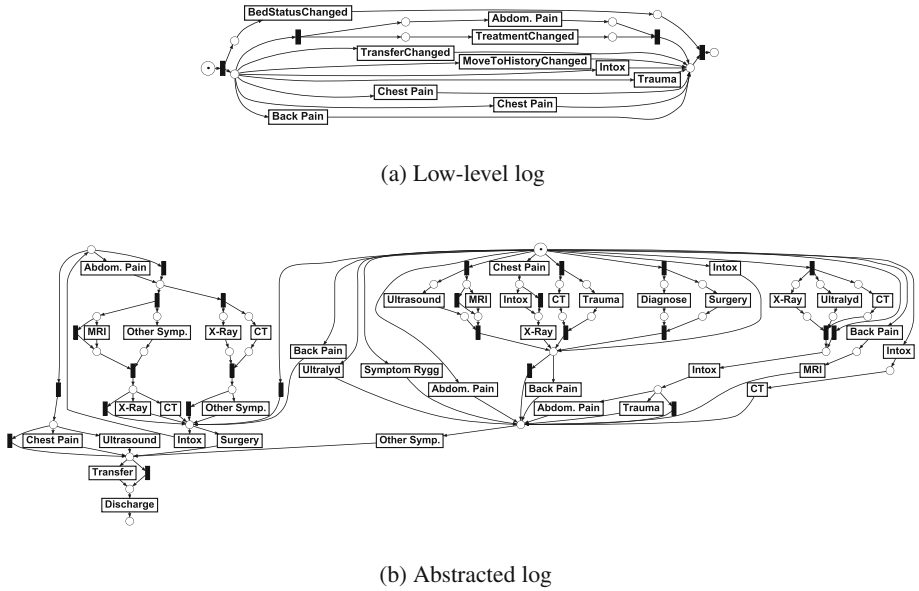 BedStatusChanged
Abdom. Pain
TreatmentChanged
TransferChanged
MoveToHistoryChanged
Intox
Trauma
Chest Pain
Chest Pain
Back Pain
(a) Low-level log
Abdom. Pain Chest Pain Intox
Ultrasound MRI Intox CT Trauma Diagnose Surgery X-Ray Ultralyd CT
MRI Other Symp. X-Ray CT X-Ray Back Pain
Back Pain Intox
Ultralyd Symptom Rygg Intox MRI
Abdom. Pain Back Pain CT
X-Ray CT Other Symp. Abdom. Pain Trauma
Chest Pain Ultrasound Intox Surgery Other Symp.
Transfer
Discharge
(b) Abstracted log